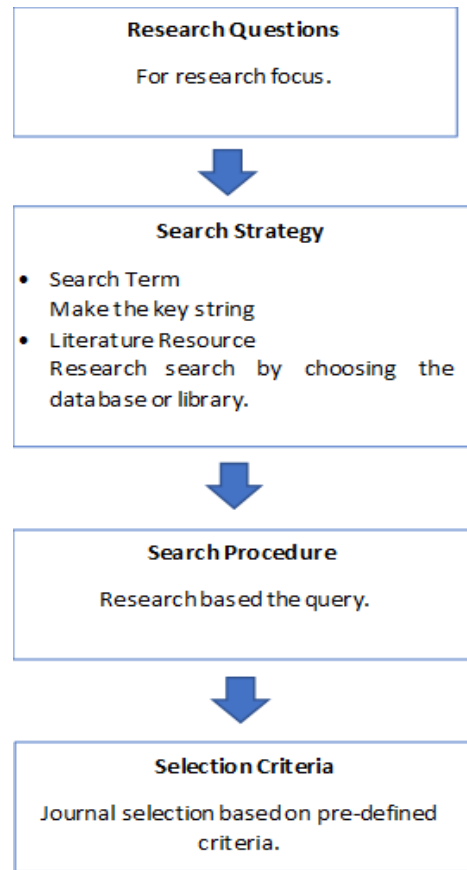 Research Questions
For research focus.
Search Strategy
• Search Term
Make the key string
• Literature Resource
Research search by choosing the
database or library.
Search Procedure
Research based the query.
Selection Criteria
Journal selection based on pre-defined
criteria.